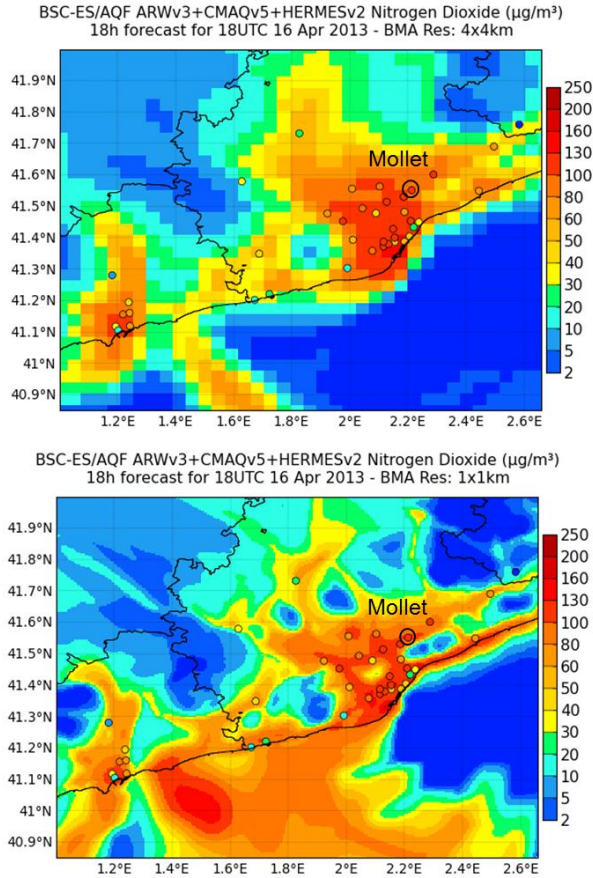 BSC-ES/AQF ARWv3+CMAQv5+HERMESv2 Nitrogen Dioxide (µg/m³)
18h forecast for 18UTC 16 Apr 2013 - BMA Res: 4x4km
41.9°N
41.8°N
41.7°N
41.6°N
41.5°N
41.4°N
41.3°N
41.2°N
41.1°N
41°N
40.9°N
Mollet
1.2°E 1.4°E 1.6°E 1.8°E 2°E 2.2°E 2.4°E 2.6°E
250
200
160
130
100
80
60
50
40
30
20
10
5
2
BSC-ES/AQF ARWv3+CMAQv5+HERMESv2 Nitrogen Dioxide (µg/m³)
18h forecast for 18UTC 16 Apr 2013 - BMA Res: 1x1km
41.9°N
41.8°N
41.7°N
41.6°N
41.5°N
41.4°N
41.3°N
41.2°N
41.1°N
41°N
40.9°N
Mollet
1.2°E 1.4°E 1.6°E 1.8°E 2°E 2.2°E 2.4°E 2.6°E
250
200
160
130
100
80
60
50
40
30
20
10
5
2